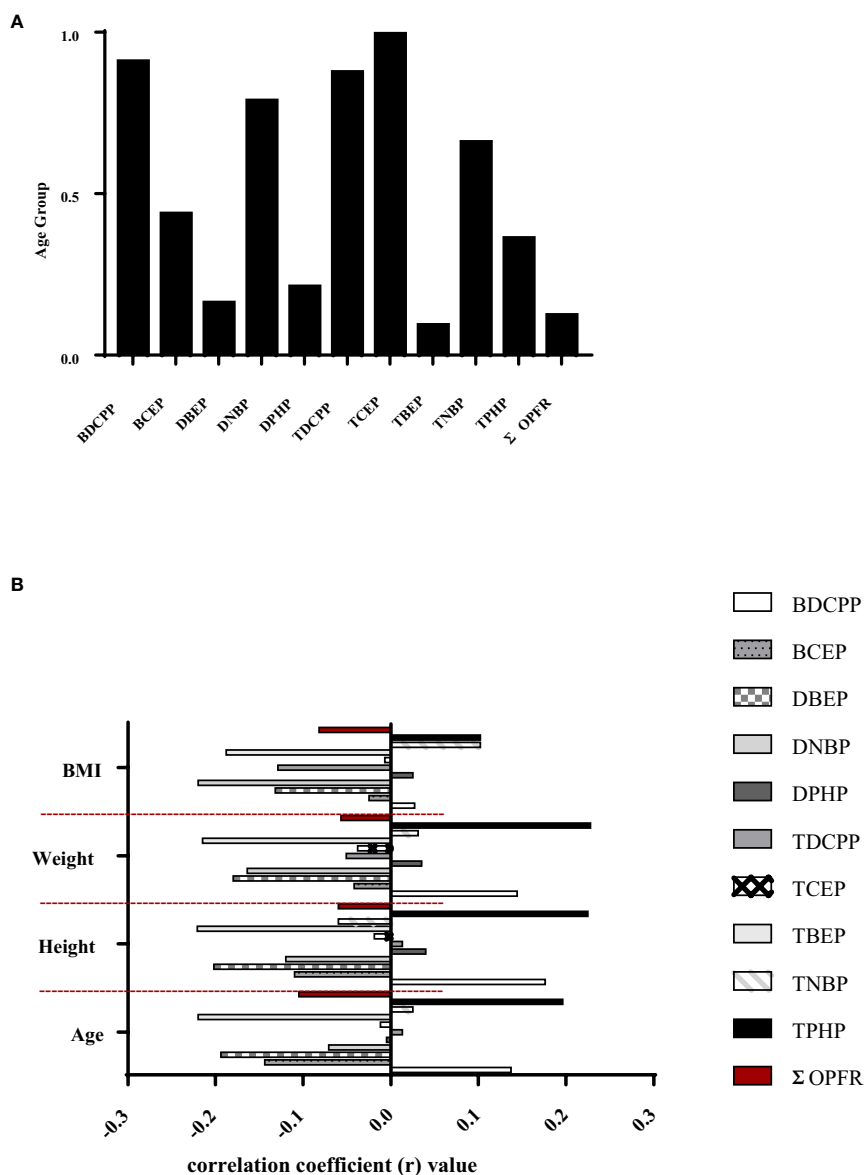 A
1.0
0.5
0.0
Age Group
BDCPP
BCEP
DBEP
DNBP
DPHP
TDCPP
TCEP
TBEP
TNBP
TPHP
Σ OPFR
B
BMI
Weight
Height
Age
-0.3
-0.2
-0.1
0.0
0.1
0.2
0.3
correlation coefficient (r) value
BDCPP
BCEP
DBEP
DNBP
DPHP
TDCPP
TCEP
TBEP
TNBP
TPHP
Σ OPFR